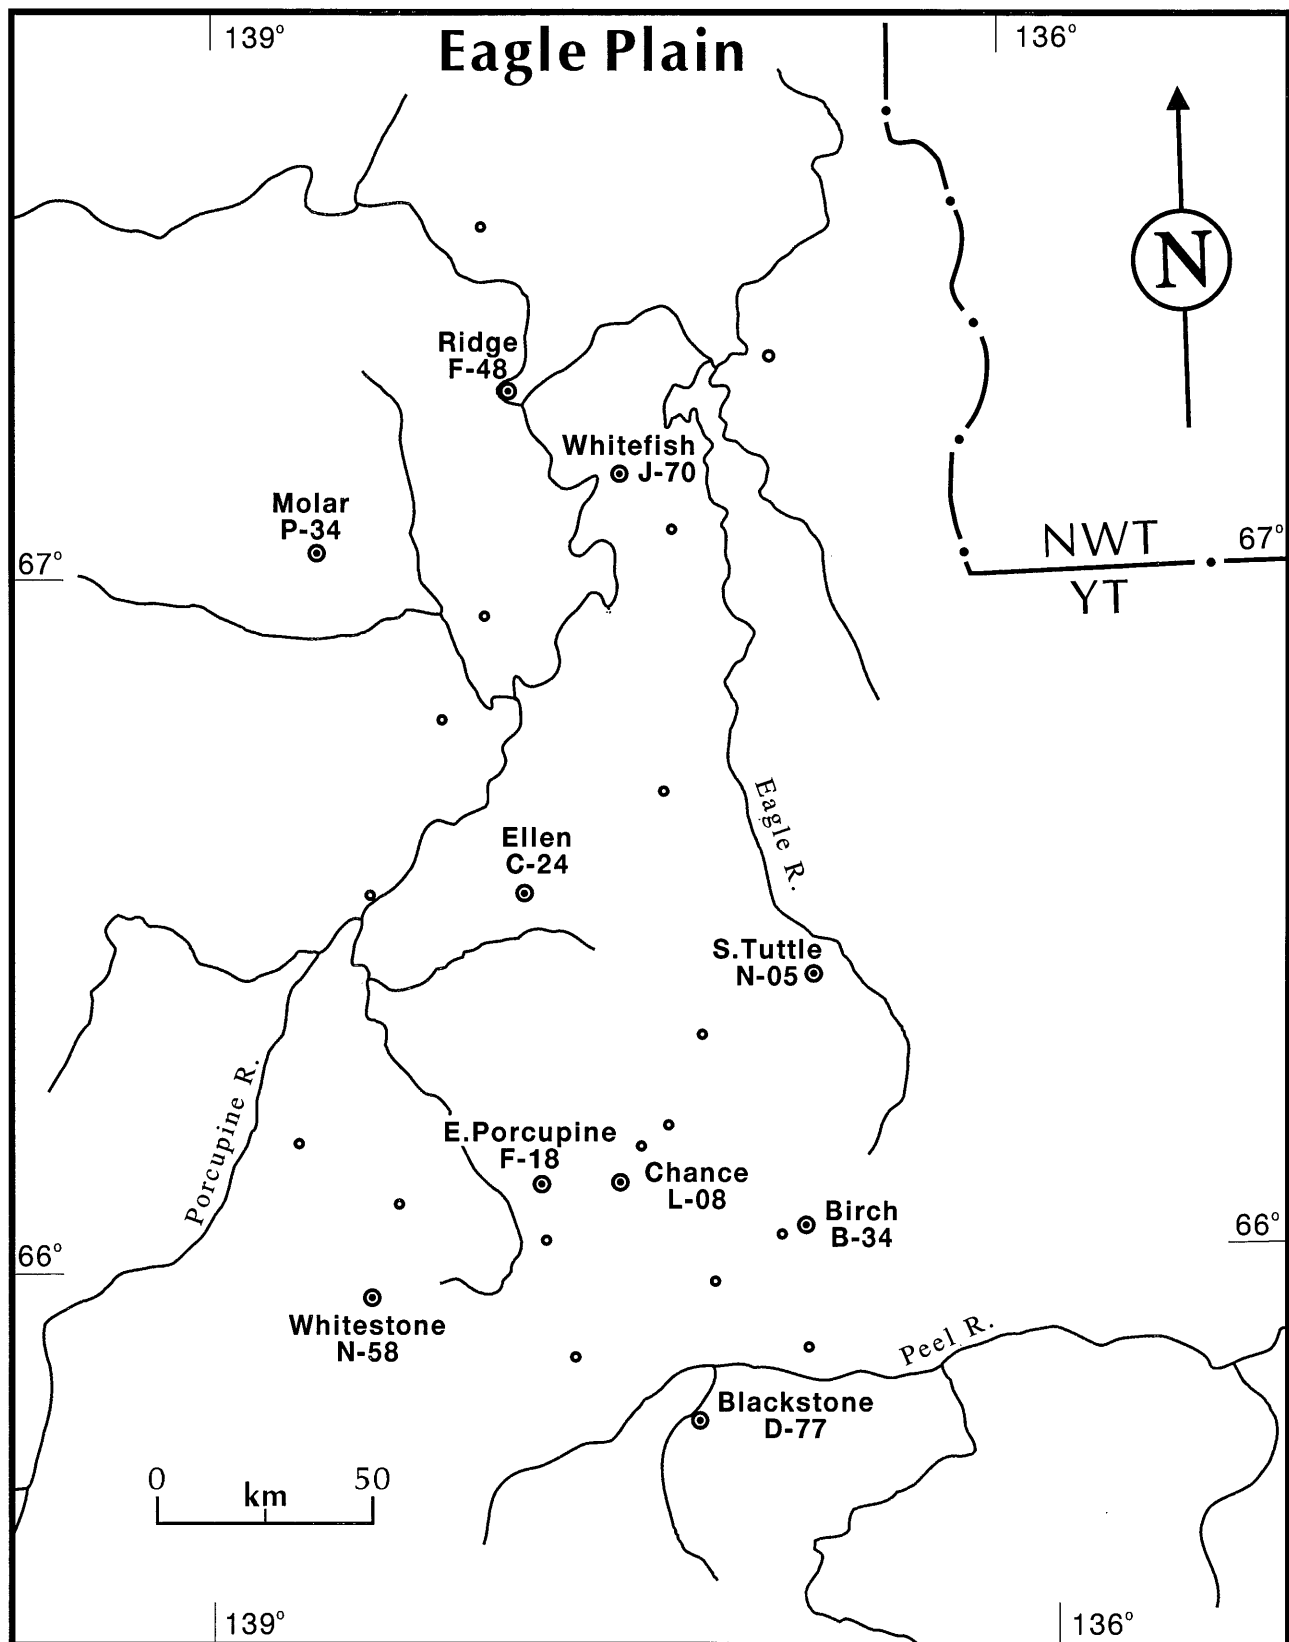 139°
136°
Eagle Plain
N
Ridge
F-48
Whitefish
J-70
Molar
P-34
67°
NWT
67°
YT
Eagle R.
Ellen
C-24
S.Tuttle
N-05
Porcupine R.
E.Porcupine
F-18
Chance
L-08
Birch
B-34
66°
66°
Whitestone
N-58
Peel R.
Blackstone
D-77
0
50
km
139°
136°